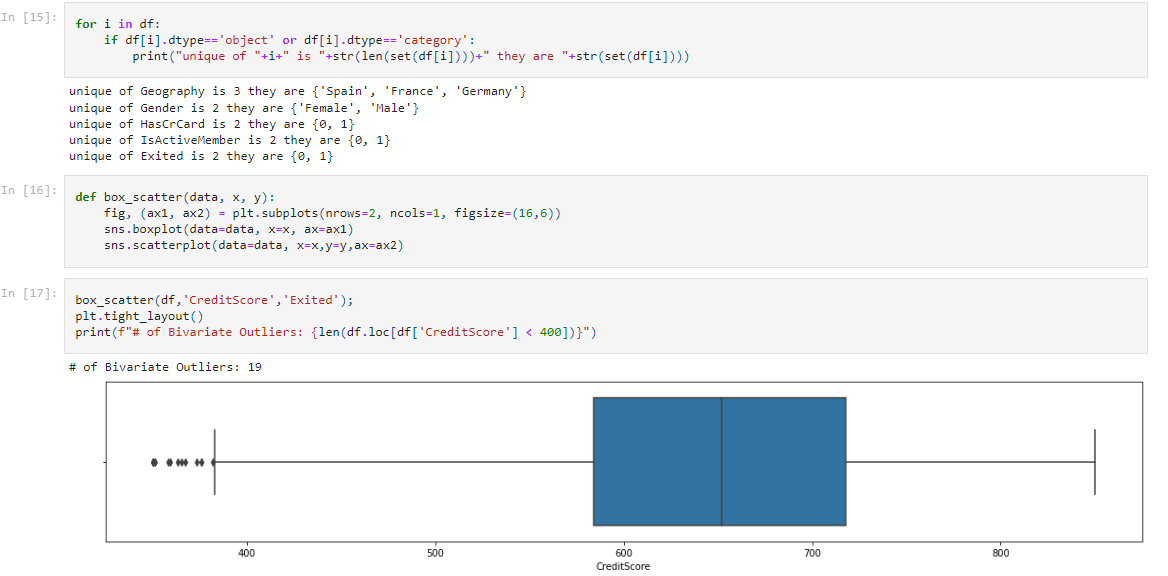 In [15]:
for i in df:
    if df[i].dtype=='object' or df[i].dtype=='category':
        print("unique of "+i+" is "+str(len(set(df[i])))+" they are "+str(set(df[i])))
unique of Geography is 3 they are {'Spain', 'France', 'Germany'}
unique of Gender is 2 they are {'Female', 'Male'}
unique of HasCrCard is 2 they are {0, 1}
unique of IsActiveMember is 2 they are {0, 1}
unique of Exited is 2 they are {0, 1}
In [16]:
def box_scatter(data, x, y):
    fig, (ax1, ax2) = plt.subplots(nrows=2, ncols=1, figsize=(16,6))
    sns.boxplot(data=data, x=x, ax=ax1)
    sns.scatterplot(data=data, x=x,y=y,ax=ax2)
In [17]:
box_scatter(df,'CreditScore','Exited');
plt.tight_layout()
print(f"# of Bivariate Outliers: {len(df.loc[df['CreditScore'] < 400])}")
# of Bivariate Outliers: 19
400 500 600 700 800
CreditScore